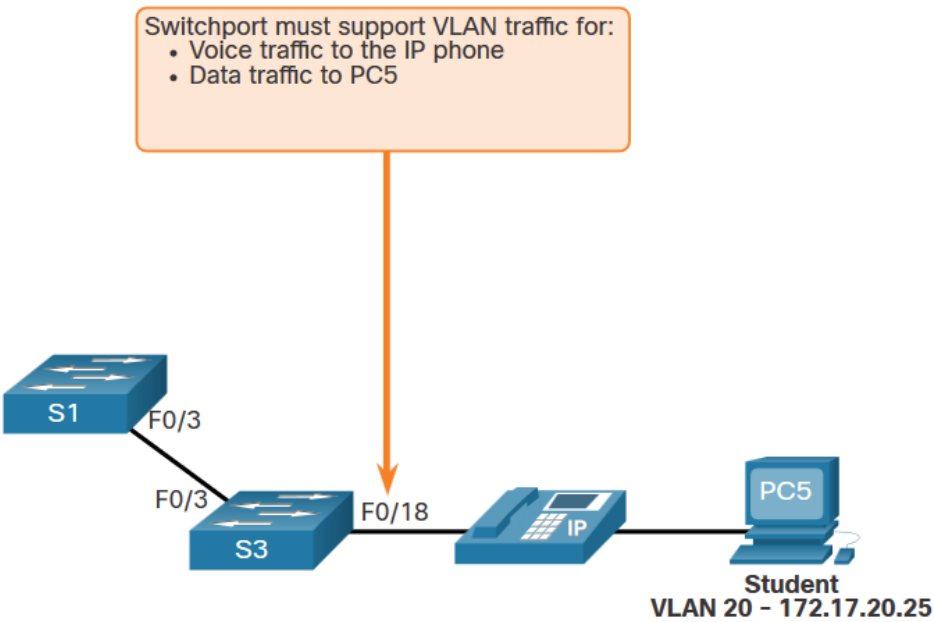 Switchport must support VLAN traffic for:
• Voice traffic to the IP phone
• Data traffic to PC5
S1
F0/3
F0/3
S3
F0/18
IP
PC5
Student
VLAN 20 - 172.17.20.25